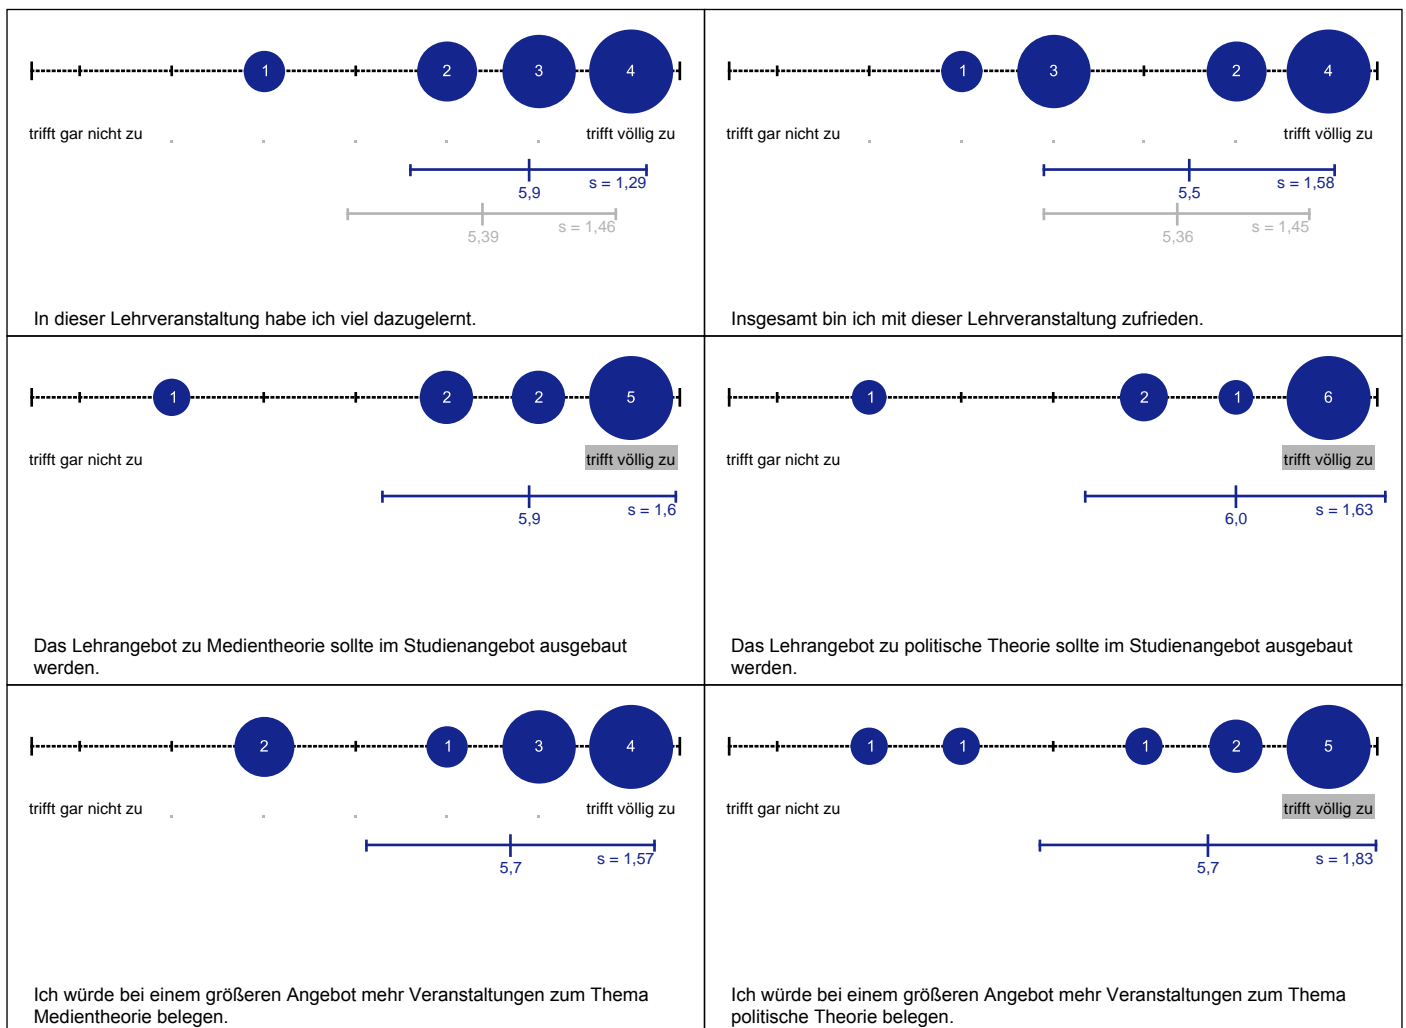 1 2 3 4
trifft gar nicht zu trifft völlig zu
5,9 s = 1,29
5,39 s = 1,46
In dieser Lehrveranstaltung habe ich viel dazugelernt.
1 3 2 4
trifft gar nicht zu trifft völlig zu
5,5 s = 1,58
5,36 s = 1,45
Insgesamt bin ich mit dieser Lehrveranstaltung zufrieden.
1 2 2 5
trifft gar nicht zu trifft völlig zu
5,9 s = 1,6
Das Lehrangebot zu Medientheorie sollte im Studienangebot ausgebaut
werden.
1 2 1 6
trifft gar nicht zu trifft völlig zu
6,0 s = 1,63
Das Lehrangebot zu politische Theorie sollte im Studienangebot ausgebaut
werden.
2 1 3 4
trifft gar nicht zu trifft völlig zu
5,7 s = 1,57
Ich würde bei einem größeren Angebot mehr Veranstaltungen zum Thema
Medientheorie belegen.
1 1 1 2 5
trifft gar nicht zu trifft völlig zu
5,7 s = 1,83
Ich würde bei einem größeren Angebot mehr Veranstaltungen zum Thema
politische Theorie belegen.